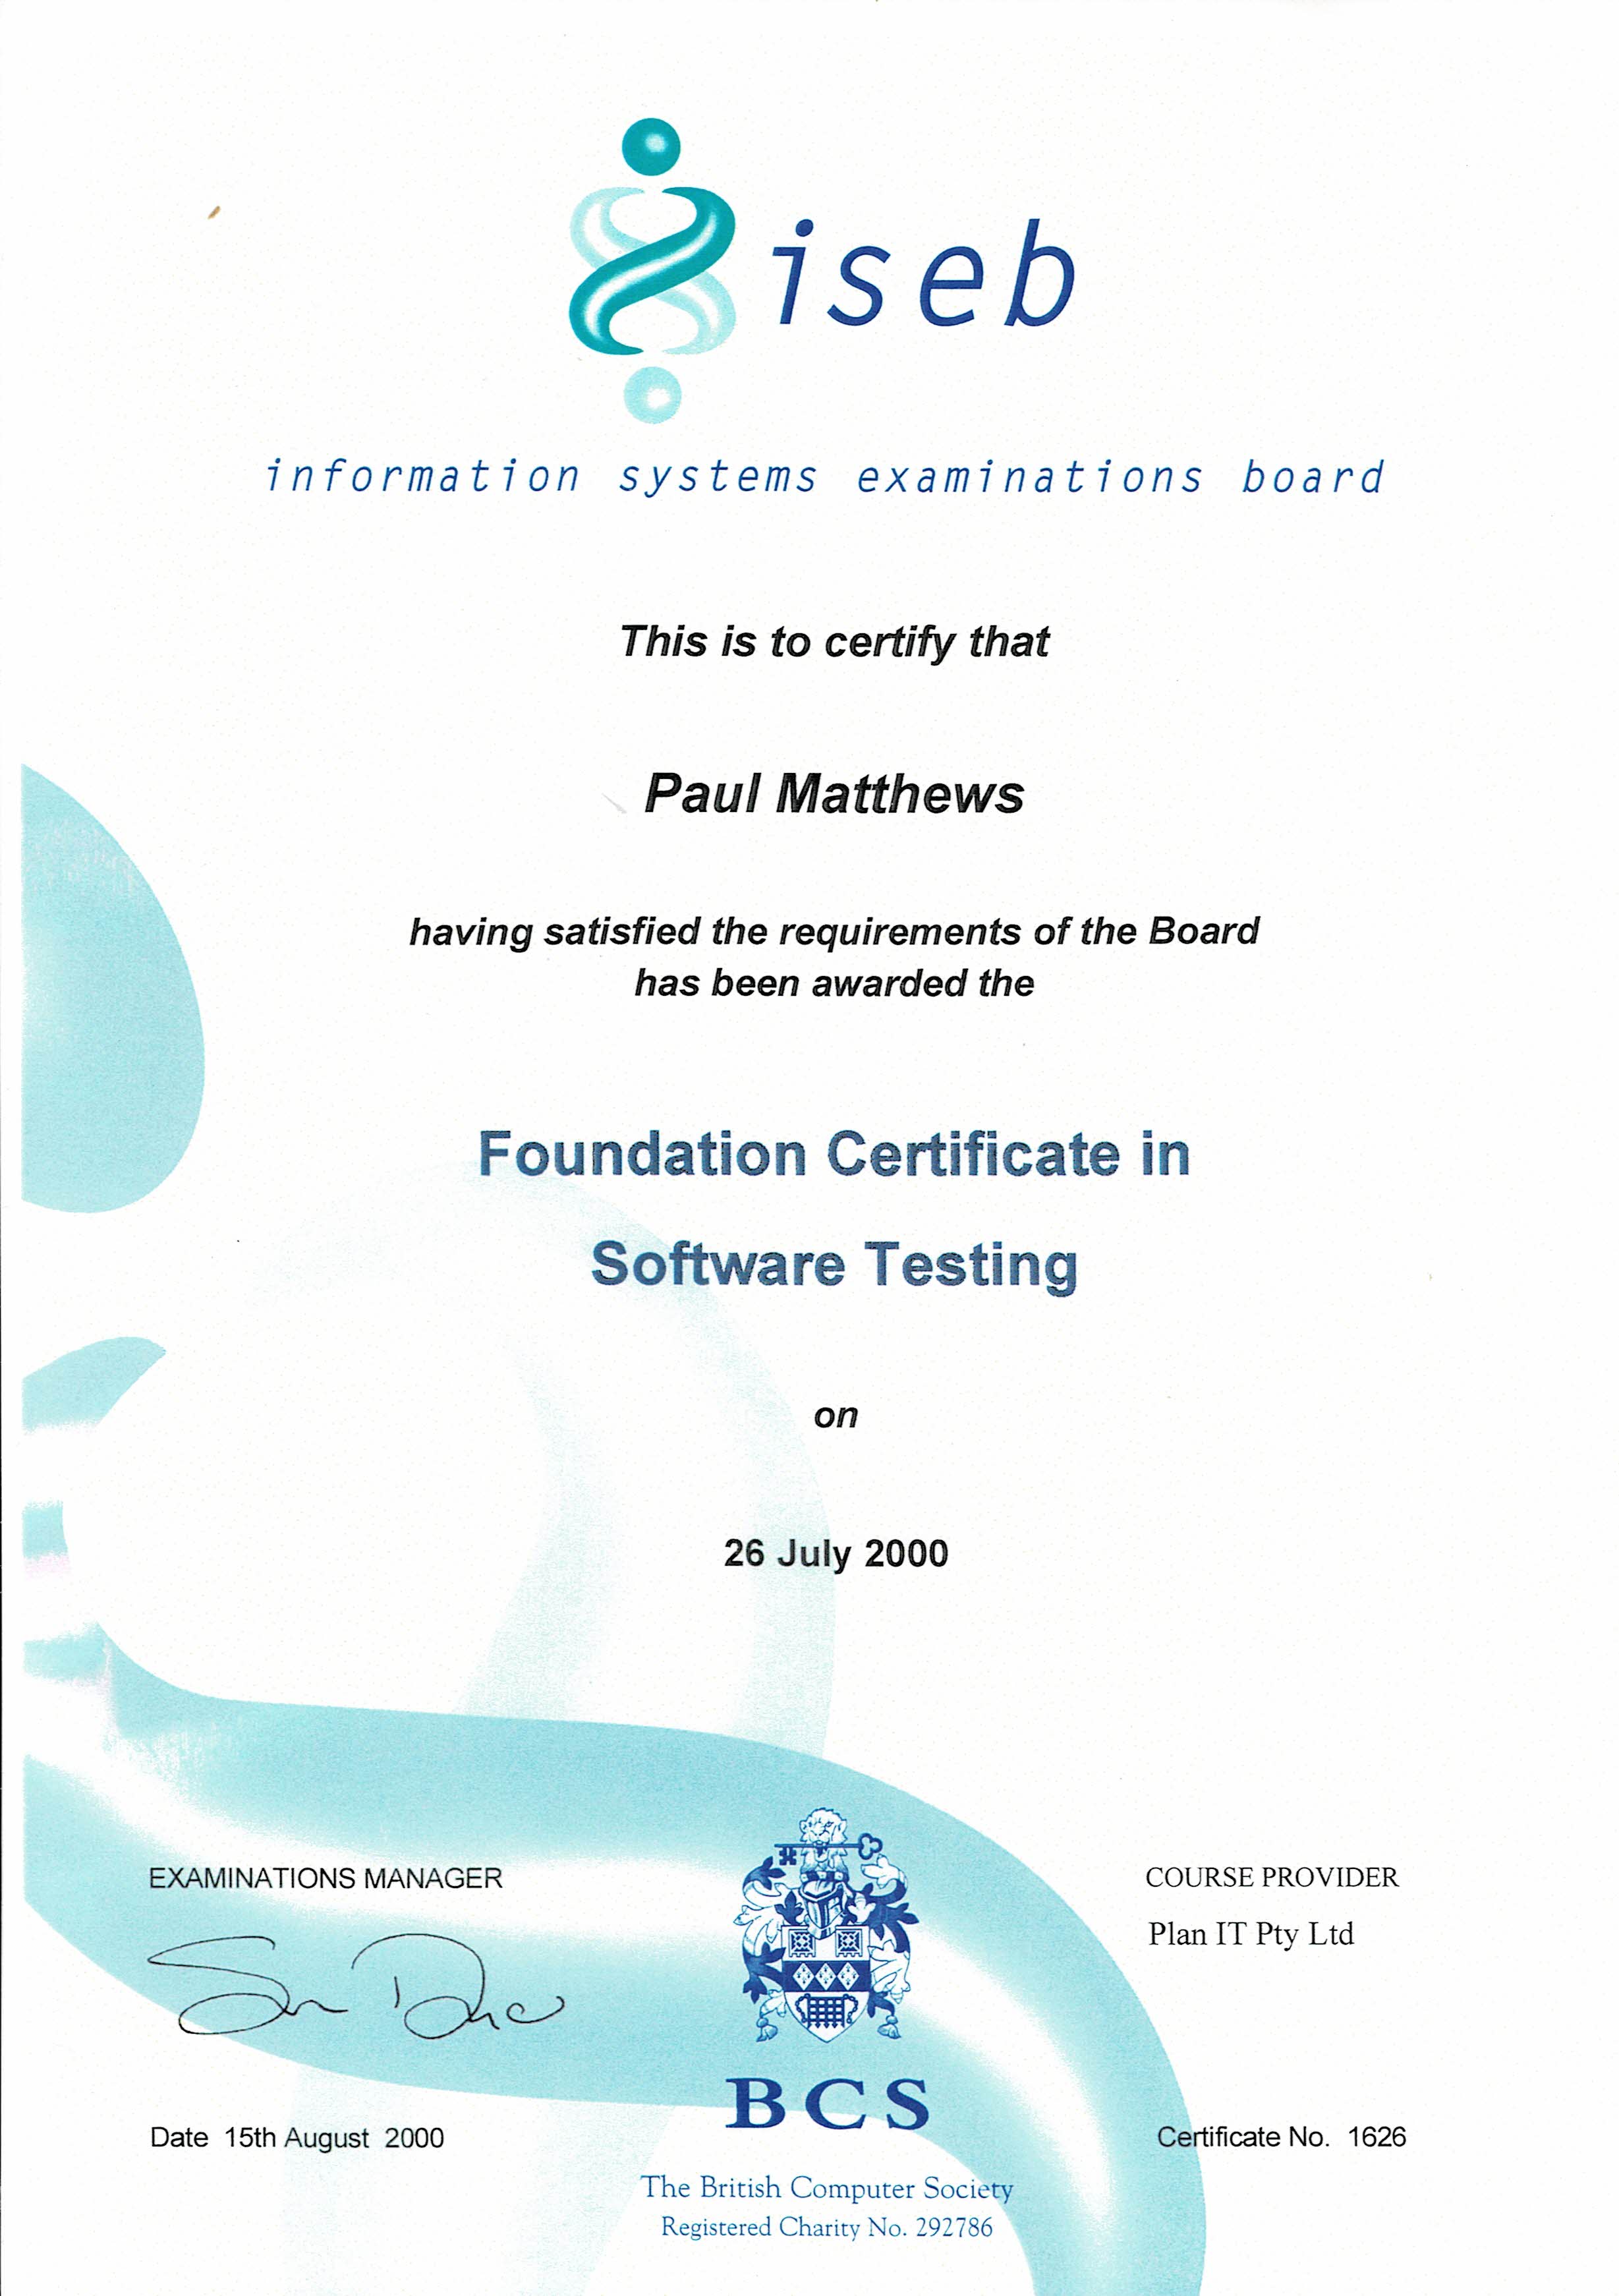 iseb
information systems examinations board
This is to certify that
Paul Matthews
having satisfied the requirements of the Board
has been awarded the
Foundation Certificate in
Software Testing
on
26 July 2000
EXAMINATIONS MANAGER
COURSE PROVIDER
Plan IT Pty Ltd
BCS
Date 15th August 2000
Certificate No. 1626
The British Computer Society
Registered Charity No. 292786